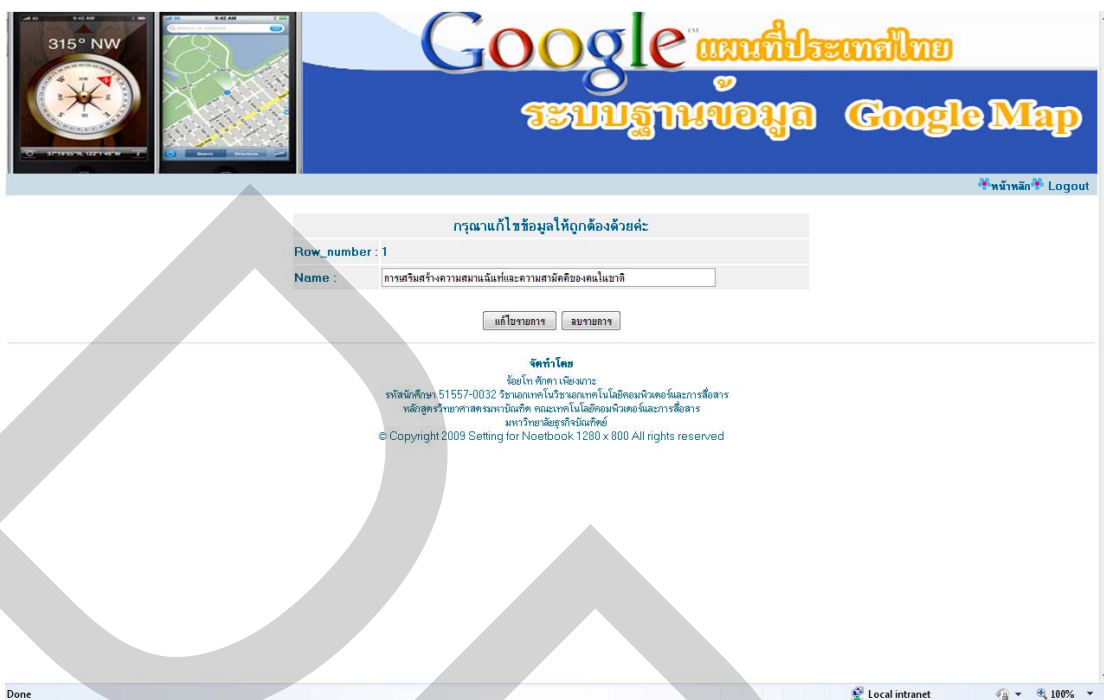 9:42 AM
9:42 AM
315° NW
Google™ แผนที่ประเทศไทย
ระบบฐานข้อมูล Google Map
Search Directions
หน้าหลัก Logout
กรุณาแก้ไขข้อมูลให้ถูกต้องด้วยค่ะ
Row_number : 1
Name : การเสริมสร้างความสมานฉันท์และความสามัคคีของคนในชาติ
แก้ไขรายการ ลบรายการ
จัดทำโดย
ร้อยโท ศักดา เพียงเกาะ
รหัสนักศึกษา 51557-0032 วิชาเอกเทคโนวิชาเอกเทคโนโลยีคอมพิวเตอร์และการสื่อสาร
หลักสูตรวิทยาศาสตรมหาบัณฑิต คณะเทคโนโลยีคอมพิวเตอร์และการสื่อสาร
มหาวิทยาลัยธุรกิจบัณฑิตย์
© Copyright 2009 Setting for Noetbook 1280 x 800 All rights reserved
Done Local intranet 100%